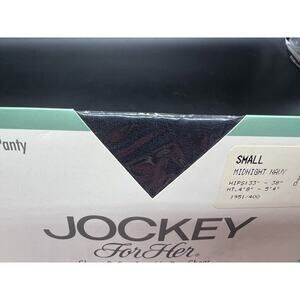 Panty
SMALL
MIDNIGHT NAVY
HIPS:33" - 38"
HT. 4'8" - 5'4"
1951/400
JOCKEY
For Her®